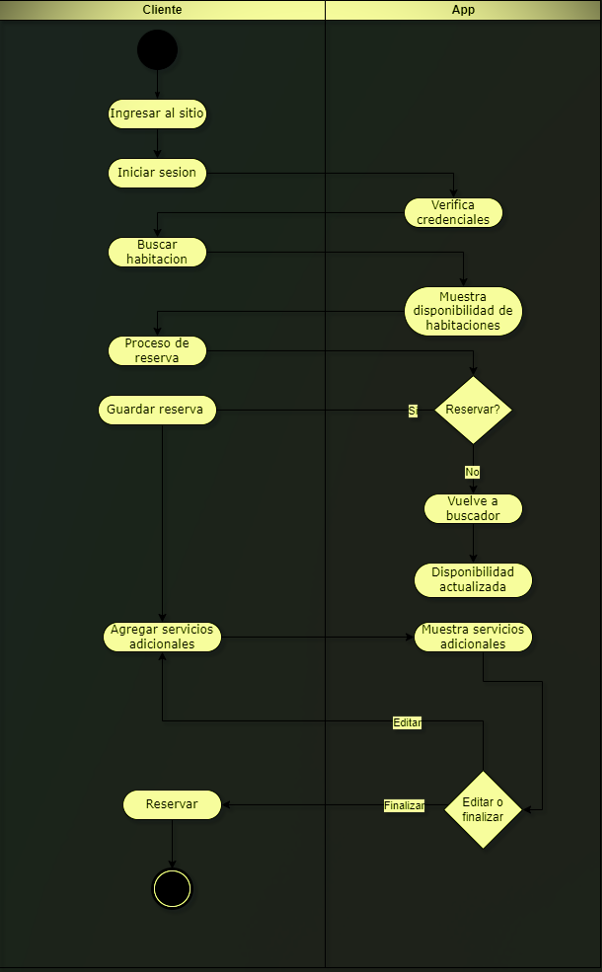 Cliente
App
Ingresar al sitio
Iniciar sesion
Verifica
credenciales
Buscar
habitacion
Muestra
disponibilidad de
habitaciones
Proceso de
reserva
Guardar reserva
Si
Reservar?
No
Vuelve a
buscador
Disponibilidad
actualizada
Agregar servicios
adicionales
Muestra servicios
adicionales
Editar
Reservar
Finalizar
Editar o
finalizar